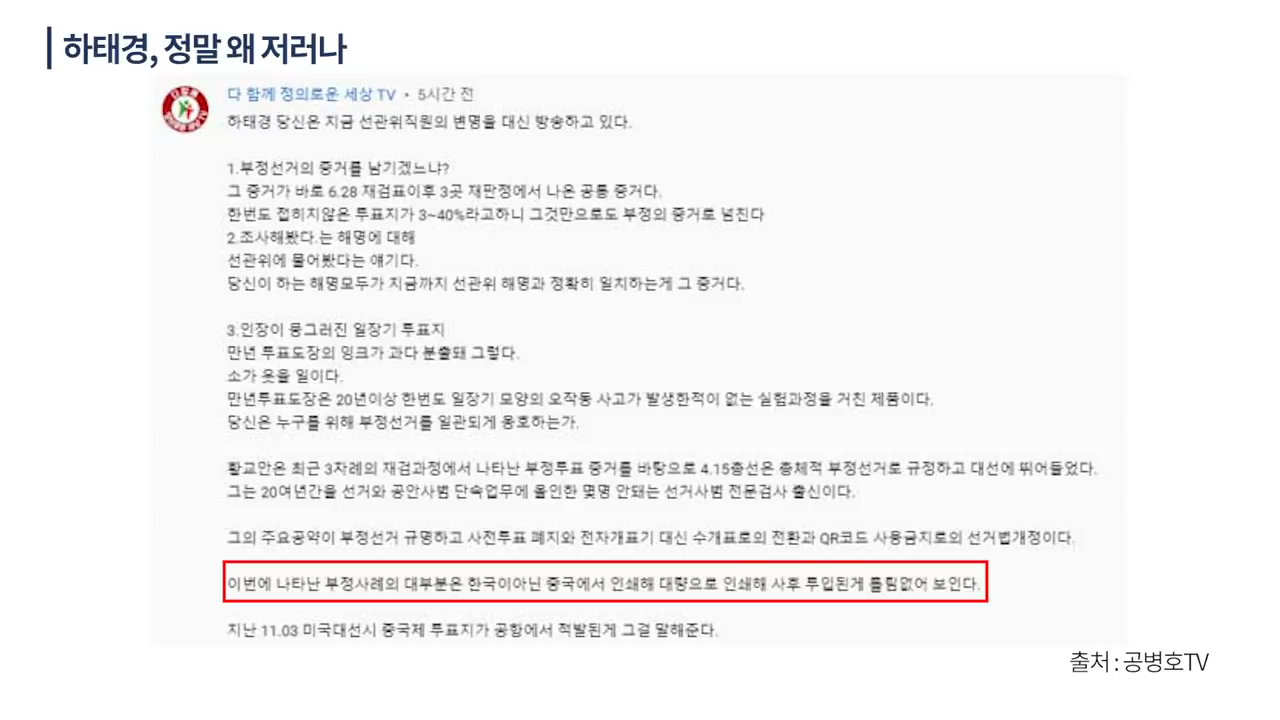 하태경, 정말 왜 저러나
다 함께 정의로운 세상 TV • 5시간 전
하태경 당신은 지금 선관위직원의 변명을 대신 방송하고 있다.
1.부정선거의 증거를 남기겠느냐?
그 증거가 바로 6.28 재검표이후 3곳 재판정에서 나온 공통 증거다.
한번도 접히지않은 투표지가 3~40%라고하니 그것만으로도 부정의 증거로 넘친다
2.조사해봤다.는 해명에 대해
선관위에 물어봤다는 얘기다.
당신이 하는 해명모두가 지금까지 선관위 해명과 정확히 일치하는게 그 증거다.
3.인장이 뭉그러진 일장기 투표지
만년 투표도장의 잉크가 과다 분출돼 그렇다.
소가 웃을 일이다.
만년투표도장은 20년이상 한번도 일장기 모양의 오작동 사고가 발생한적이 없는 실험과정을 거친 제품이다.
당신은 누구를 위해 부정선거를 일관되게 옹호하는가.
황교안은 최근 3차례의 재검과정에서 나타난 부정투표 증거를 바탕으로 4.15총선은 총체적 부정선거로 규정하고 대선에 뛰어들었다.
그는 20여년간을 선거와 공안사범 단속업무에 올인한 몇명 안돼는 선거사범 전문검사 출신이다.
그의 주요공약이 부정선거 규명하고 사전투표 폐지와 전자개표기 대신 수개표로의 전환과 QR코드 사용금지로의 선거법개정이다.
이번에 나타난 부정사례의 대부분은 한국이아닌 중국에서 인쇄해 대량으로 인쇄해 사후 투입된게 틀림없어 보인다.
지난 11.03 미국대선시 중국제 투표지가 공항에서 적발된게 그걸 말해준다.
출처 : 공병호TV